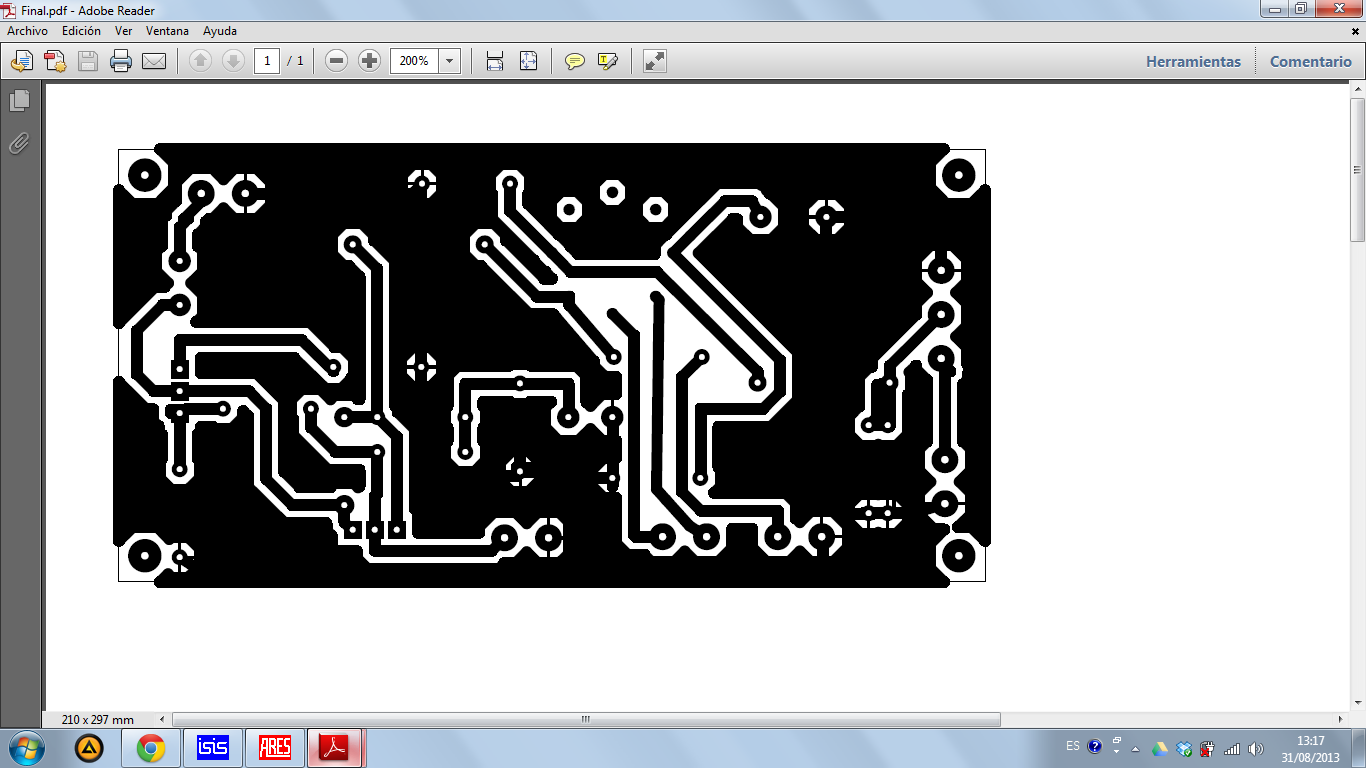 Final.pdf - Adobe Reader
Archivo Edición Ver Ventana Ayuda
1 / 1 200% Herramientas Comentario
210 x 297 mm
isis ARES ES 13:17
31/08/2013